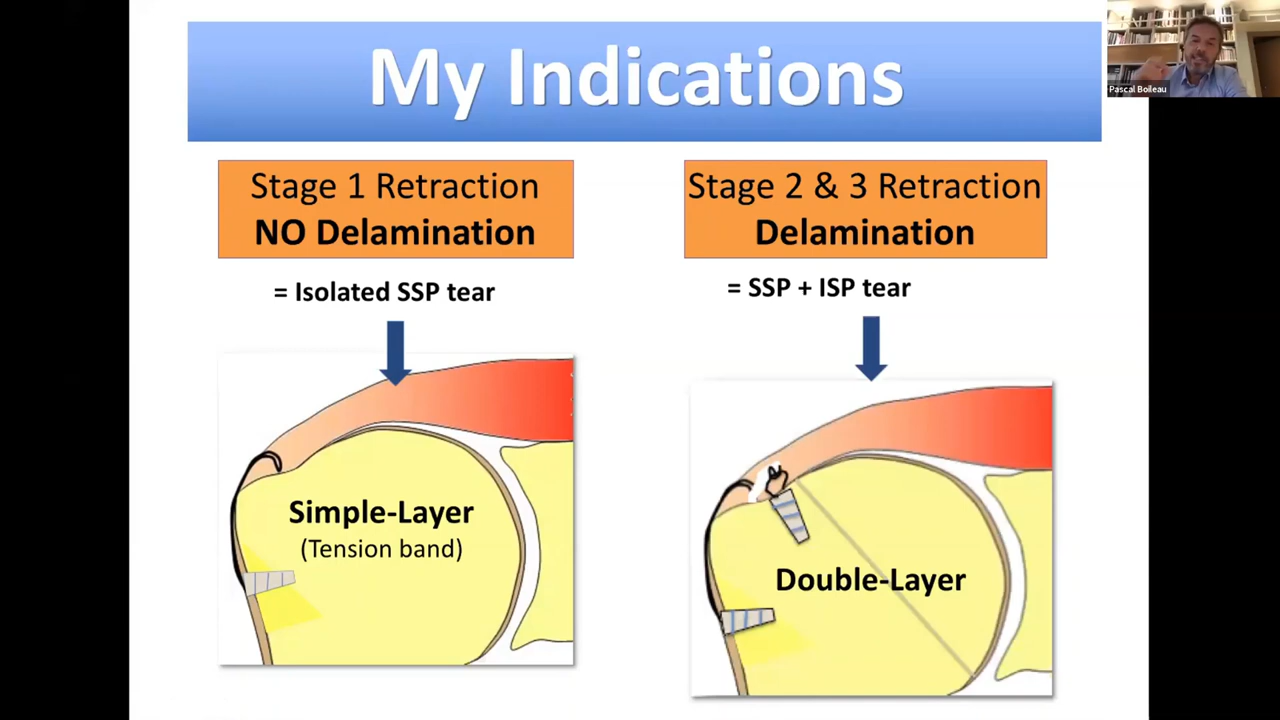 My Indications
Pascal Boileau
Stage 1 Retraction
NO Delamination
= Isolated SSP tear
Simple-Layer
(Tension band)
Stage 2 & 3 Retraction
Delamination
= SSP + ISP tear
Double-Layer